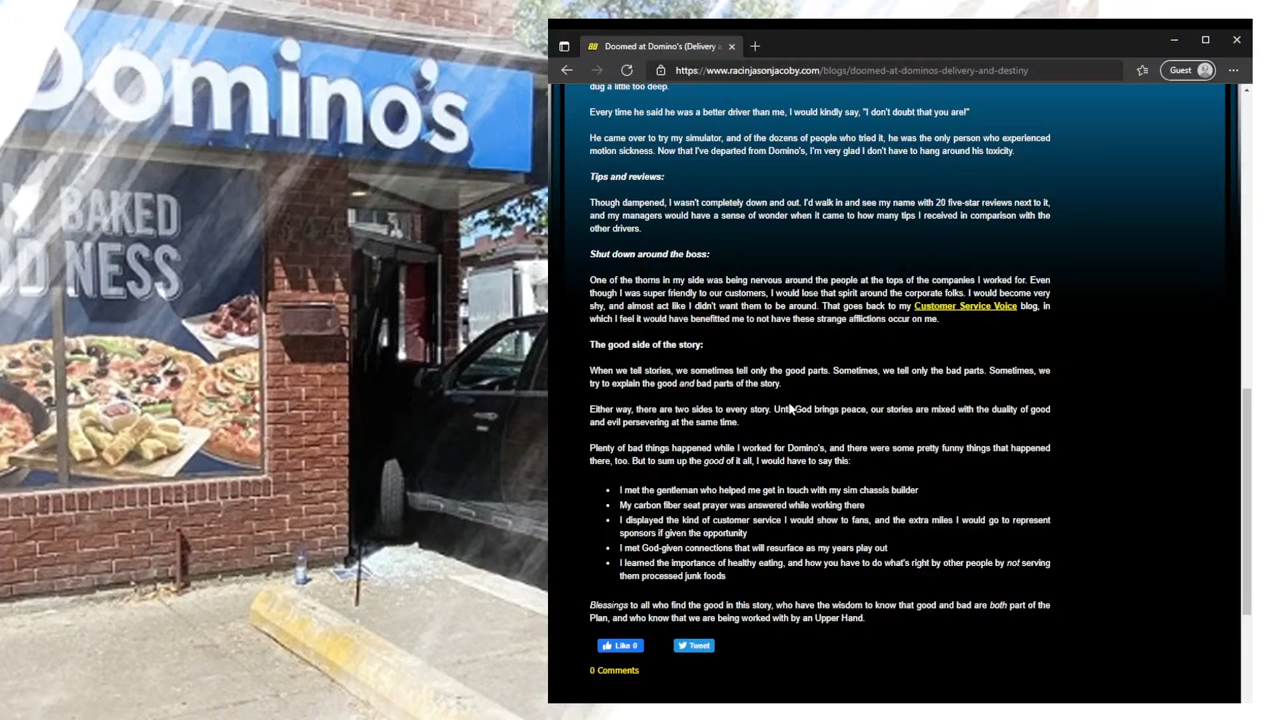 Domino's
BAKED
NESS
Doomed at Domino's (Delivery a
https://www.racinjasonjacoby.com/blogs/doomed-at-dominos-delivery-and-destiny
Guest
dug a little too deep.
Every time he said he was a better driver than me, I would kindly say, "I don't doubt that you are!"
He came over to try my simulator, and of the dozens of people who tried it, he was the only person who experienced
motion sickness. Now that I've departed from Domino's, I'm very glad I don't have to hang around his toxicity.
Tips and reviews:
Though dampened, I wasn't completely down and out. I'd walk in and see my name with 20 five-star reviews next to it,
and my managers would have a sense of wonder when it came to how many tips I received in comparison with the
other drivers.
Shut down around the boss:
One of the thorns in my side was being nervous around the people at the tops of the companies I worked for. Even
though I was super friendly to our customers, I would lose that spirit around the corporate folks. I would become very
shy, and almost act like I didn't want them to be around. That goes back to my Customer Service Voice blog, in
which I feel it would have benefitted me to not have these strange afflictions occur on me.
The good side of the story:
When we tell stories, we sometimes tell only the good parts. Sometimes, we tell only the bad parts. Sometimes, we
try to explain the good and bad parts of the story.
Either way, there are two sides to every story. Until God brings peace, our stories are mixed with the duality of good
and evil persevering at the same time.
Plenty of bad things happened while I worked for Domino's, and there were some pretty funny things that happened
there, too. But to sum up the good of it all, I would have to say this:
• I met the gentleman who helped me get in touch with my sim chassis builder
• My carbon fiber seat prayer was answered while working there
• I displayed the kind of customer service I would show to fans, and the extra miles I would go to represent
sponsors if given the opportunity
• I met God-given connections that will resurface as my years play out
• I learned the importance of healthy eating, and how you have to do what's right by other people by not serving
them processed junk foods
Blessings to all who find the good in this story, who have the wisdom to know that good and bad are both part of the
Plan, and who know that we are being worked with by an Upper Hand.
Like 0
Tweet
0 Comments